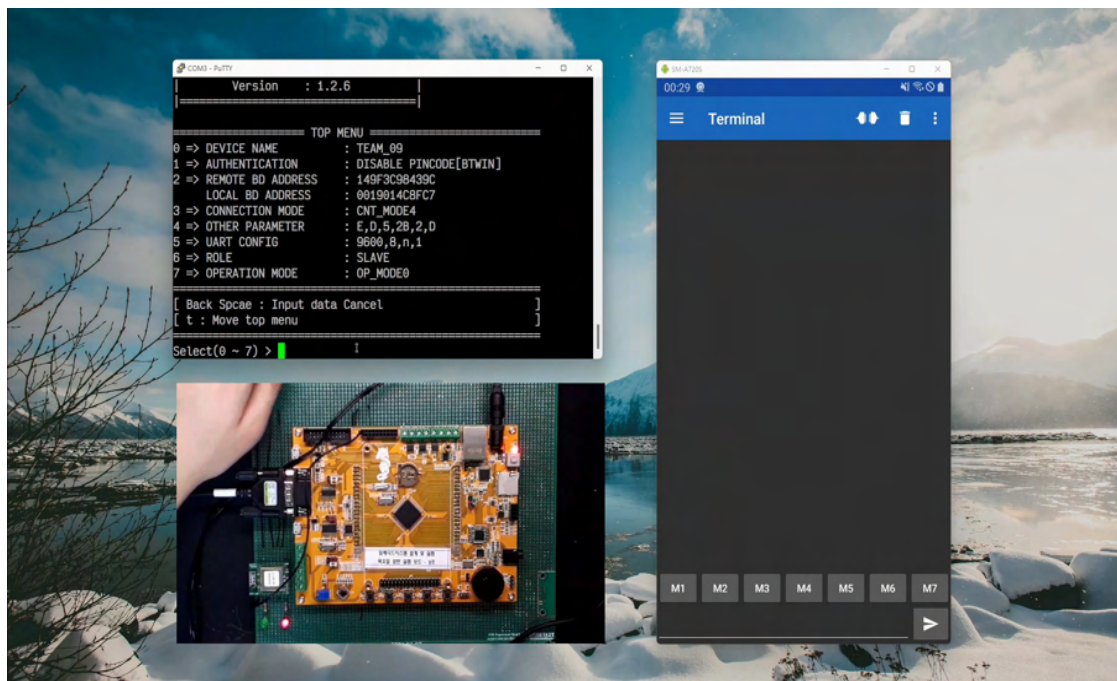 COM3 - PuTTY
Version : 1.2.6
TOP MENU
0 => DEVICE NAME : TEAM_09
1 => AUTHENTICATION : DISABLE PINCODE[BTWIN]
2 => REMOTE BD ADDRESS : 149F3C98439C
LOCAL BD ADDRESS : 0019014C8FC7
3 => CONNECTION MODE : CNT_MODE4
4 => OTHER PARAMETER : E,D,5,2B,2,D
5 => UART CONFIG : 9600,8,n,1
6 => ROLE : SLAVE
7 => OPERATION MODE : OP_MODE0
[ Back Spcae : Input data Cancel ]
[ t : Move top menu ]
Select(0 ~ 7) >
SM-A720S
00:29
Terminal
M1 M2 M3 M4 M5 M6 M7